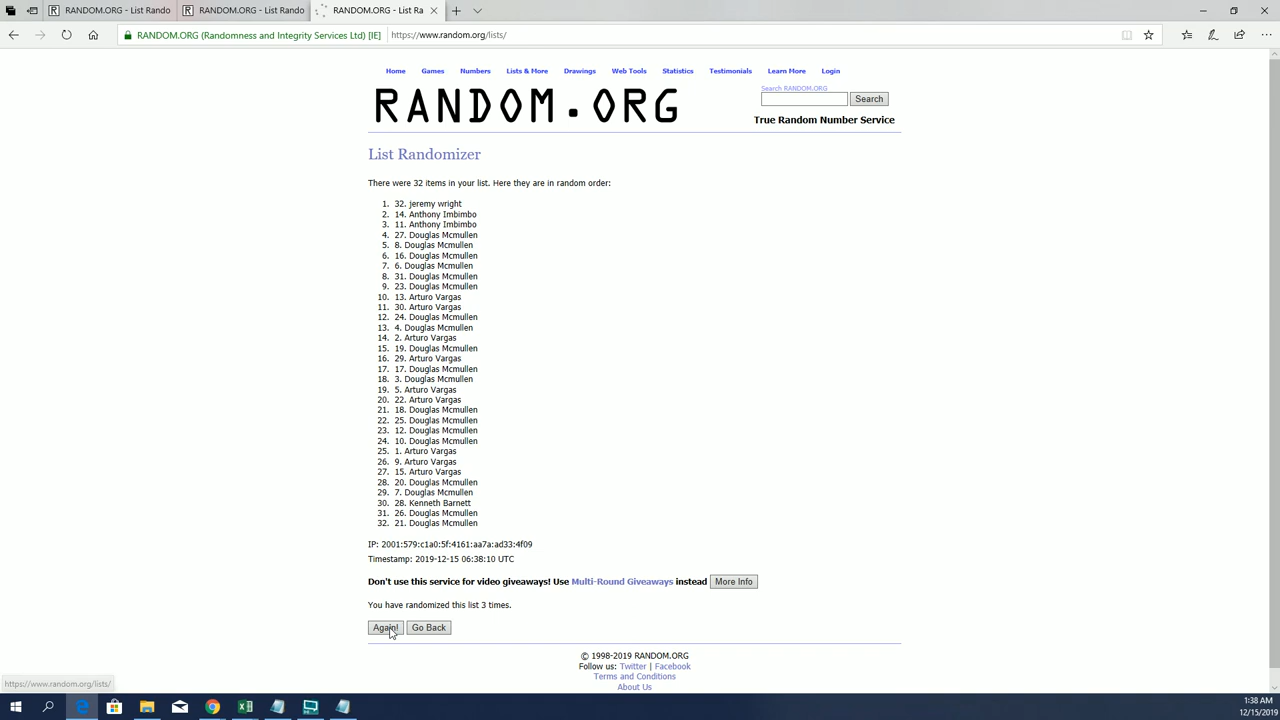 RANDOM.ORG - List Rando
RANDOM.ORG - List Rando
RANDOM.ORG - List Ra
RANDOM.ORG (Randomness and Integrity Services Ltd) [IE]
https://www.random.org/lists/
Home Games Numbers Lists & More Drawings Web Tools Statistics Testimonials Learn More Login
Search RANDOM.ORG
RANDOM.ORG
Search
True Random Number Service
List Randomizer
There were 32 items in your list. Here they are in random order:
1. 32. jeremy wright
2. 14. Anthony Imbimbo
3. 11. Anthony Imbimbo
4. 27. Douglas Mcmullen
5. 8. Douglas Mcmullen
6. 16. Douglas Mcmullen
7. 6. Douglas Mcmullen
8. 31. Douglas Mcmullen
9. 23. Douglas Mcmullen
10. 13. Arturo Vargas
11. 30. Arturo Vargas
12. 24. Douglas Mcmullen
13. 4. Douglas Mcmullen
14. 2. Arturo Vargas
15. 19. Douglas Mcmullen
16. 29. Arturo Vargas
17. 17. Douglas Mcmullen
18. 3. Douglas Mcmullen
19. 5. Arturo Vargas
20. 22. Arturo Vargas
21. 18. Douglas Mcmullen
22. 25. Douglas Mcmullen
23. 12. Douglas Mcmullen
24. 10. Douglas Mcmullen
25. 1. Arturo Vargas
26. 9. Arturo Vargas
27. 15. Arturo Vargas
28. 20. Douglas Mcmullen
29. 7. Douglas Mcmullen
30. 28. Kenneth Barnett
31. 26. Douglas Mcmullen
32. 21. Douglas Mcmullen
IP: 2001:579:c1a0:5f:4161:aa7a:ad33:4f09
Timestamp: 2019-12-15 06:38:10 UTC
Don't use this service for video giveaways! Use Multi-Round Giveaways instead More Info
You have randomized this list 3 times.
Again! Go Back
© 1998-2019 RANDOM.ORG
Follow us: Twitter | Facebook
Terms and Conditions
About Us
https://www.random.org/lists/
1:38 AM
12/15/2019